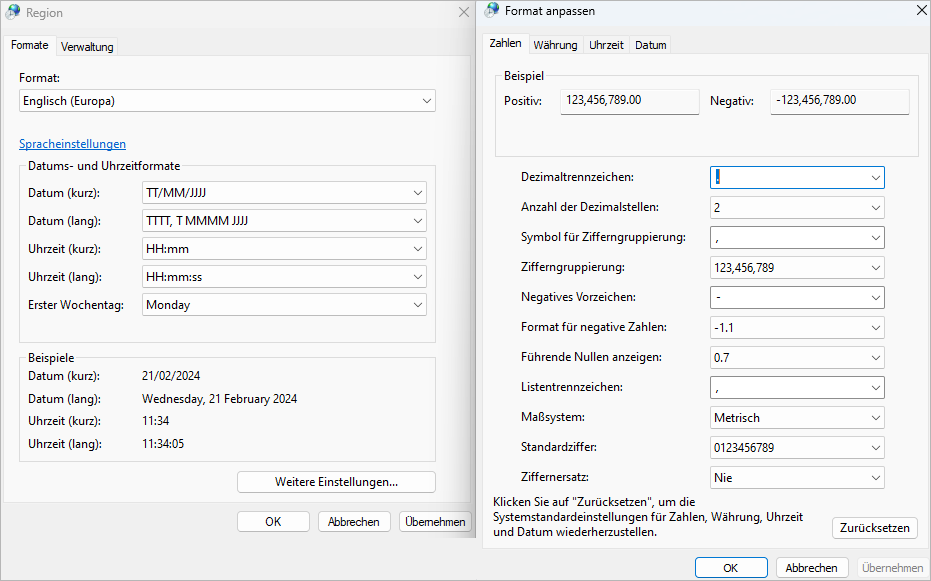 Region
Formate
Verwaltung
Format:
Englisch (Europa)
Spracheinstellungen
Datums- und Uhrzeitformate
Datum (kurz):
TT/MM/JJJJ
Datum (lang):
TTTT, T MMMM JJJJ
Uhrzeit (kurz):
HH:mm
Uhrzeit (lang):
HH:mm:ss
Erster Wochentag:
Monday
Beispiele
Datum (kurz):
21/02/2024
Datum (lang):
Wednesday, 21 February 2024
Uhrzeit (kurz):
11:34
Uhrzeit (lang):
11:34:05
Weitere Einstellungen...
OK
Abbrechen
Übernehmen
Format anpassen
Zahlen
Währung
Uhrzeit
Datum
Beispiel
Positiv:
123,456,789.00
Negativ:
-123,456,789.00
Dezimaltrennzeichen:
.
Anzahl der Dezimalstellen:
2
Symbol für Zifferngruppierung:
,
Zifferngruppierung:
123,456,789
Negatives Vorzeichen:
-
Format für negative Zahlen:
-1.1
Führende Nullen anzeigen:
0.7
Listentrennzeichen:
,
Maßsystem:
Metrisch
Standardziffer:
0123456789
Ziffernersatz:
Nie
Klicken Sie auf "Zurücksetzen", um die
Systemstandardeinstellungen für Zahlen, Währung, Uhrzeit
und Datum wiederherzustellen.
Zurücksetzen
OK
Abbrechen
Übernehmen